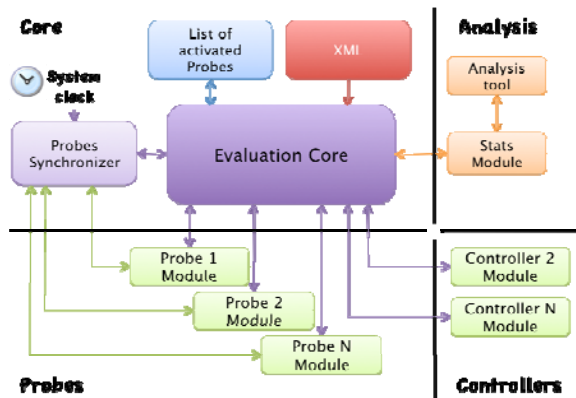 Core
List of
activated
Probes
XMI
Analysis
Analysis
tool
System
clock
Probes
Synchronizer
Evaluation Core
Stats
Module
Probe 1
Module
Probe 2
Module
Probe N
Module
Controller 2
Module
Controller N
Module
Probes
Controllers